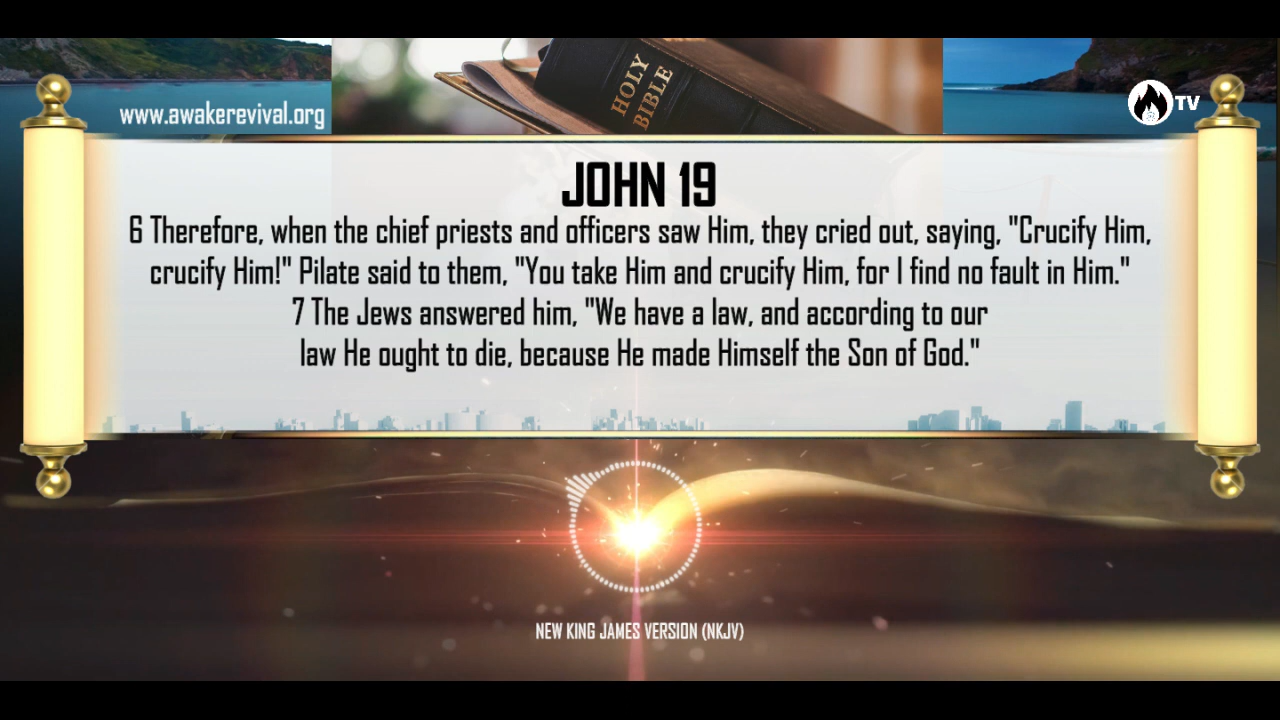 HOLY
BIBLE
www.awakerevival.org
TV
JOHN 19
6 Therefore, when the chief priests and officers saw Him, they cried out, saying, "Crucify Him,
crucify Him!" Pilate said to them, "You take Him and crucify Him, for I find no fault in Him."
7 The Jews answered him, "We have a law, and according to our
law He ought to die, because He made Himself the Son of God."
NEW KING JAMES VERSION (NKJV)